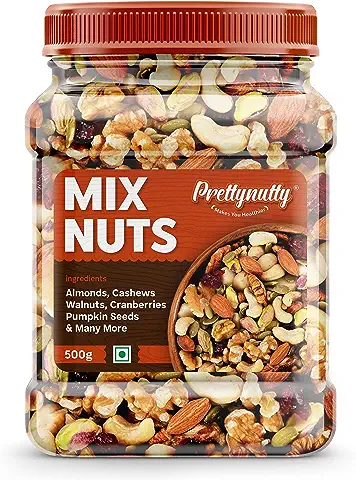 Prettynutty®
Makes You Healthier
MIX
NUTS
ingredients
Almonds, Cashews
Walnuts, Cranberries
Pumpkin Seeds
& Many More
500g